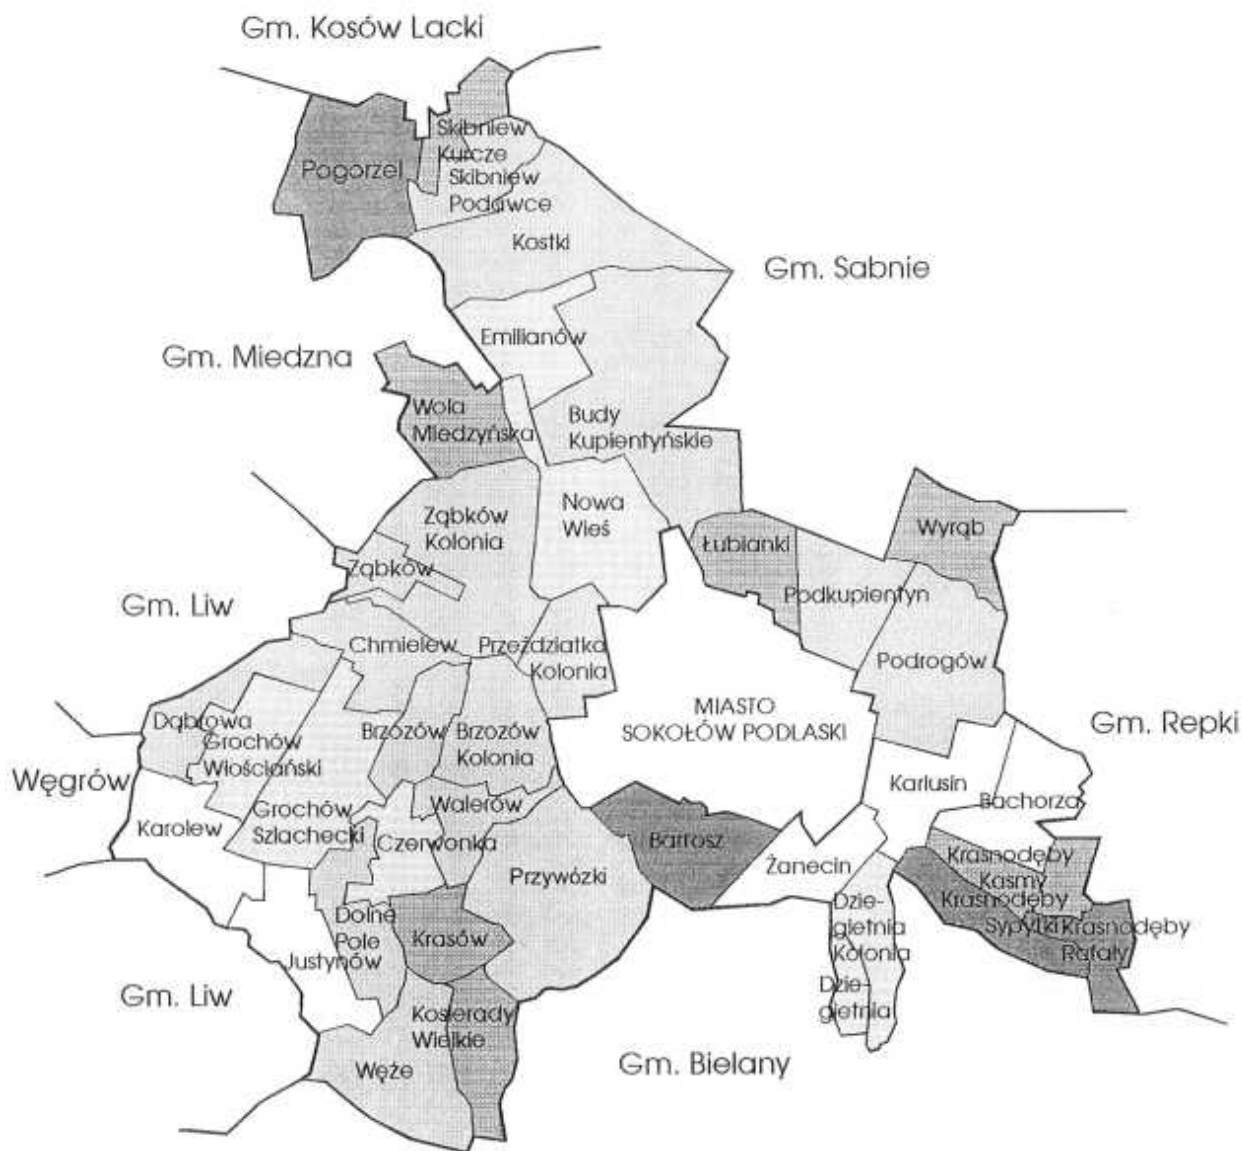 Gm. Kosów Lacki
Skibniew
Kurcze
Pogorzel
Skibniew
Podawce
Kostki
Gm. Sabnie
Emilianów
Gm. Miedzna
Wola
Miedzyńska
Budy
Kupientyńskie
Ząbków
Kolonia
Nowa
Wieś
Wyrąb
Łubianki
Ząbków
Podkupientyn
Gm. Liw
Chmielew
Przeździatka
Kolonia
Podrogów
Dąbrowa
Grochów
Włościański
Brzozów
Brzozów
Kolonia
MIASTO
SOKOŁÓW PODLASKI
Gm. Repki
Węgrów
Karlusin
Bachorza
Karolew
Grochów
Szlachecki
Walerów
Czerwonka
Bartosz
Żanecin
Krasnodęby
Kasmy
Przywózki
Krasnodęby
Sypytki
Krasnodęby
Rafały
Dolne
Pole
Krasów
Justynów
Dzie-
gietnia
Kolonia
Dzie-
gietnia
Gm. Liw
Kosierady
Wielkie
Węże
Gm. Bielany